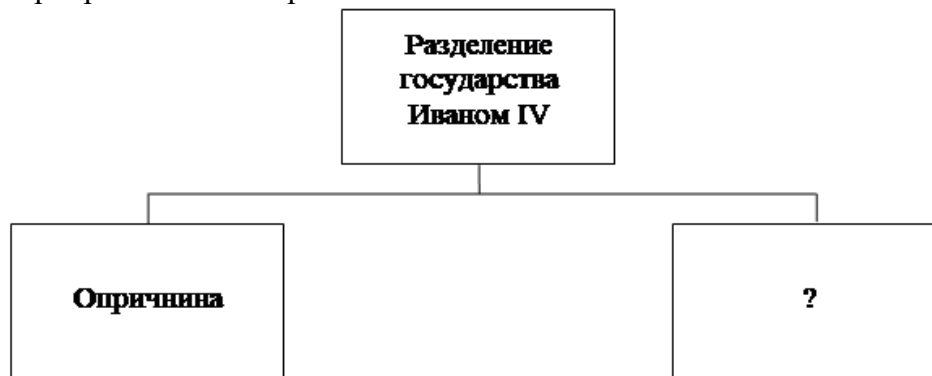 Разделение
государства
Иваном IV
Опричнина
?